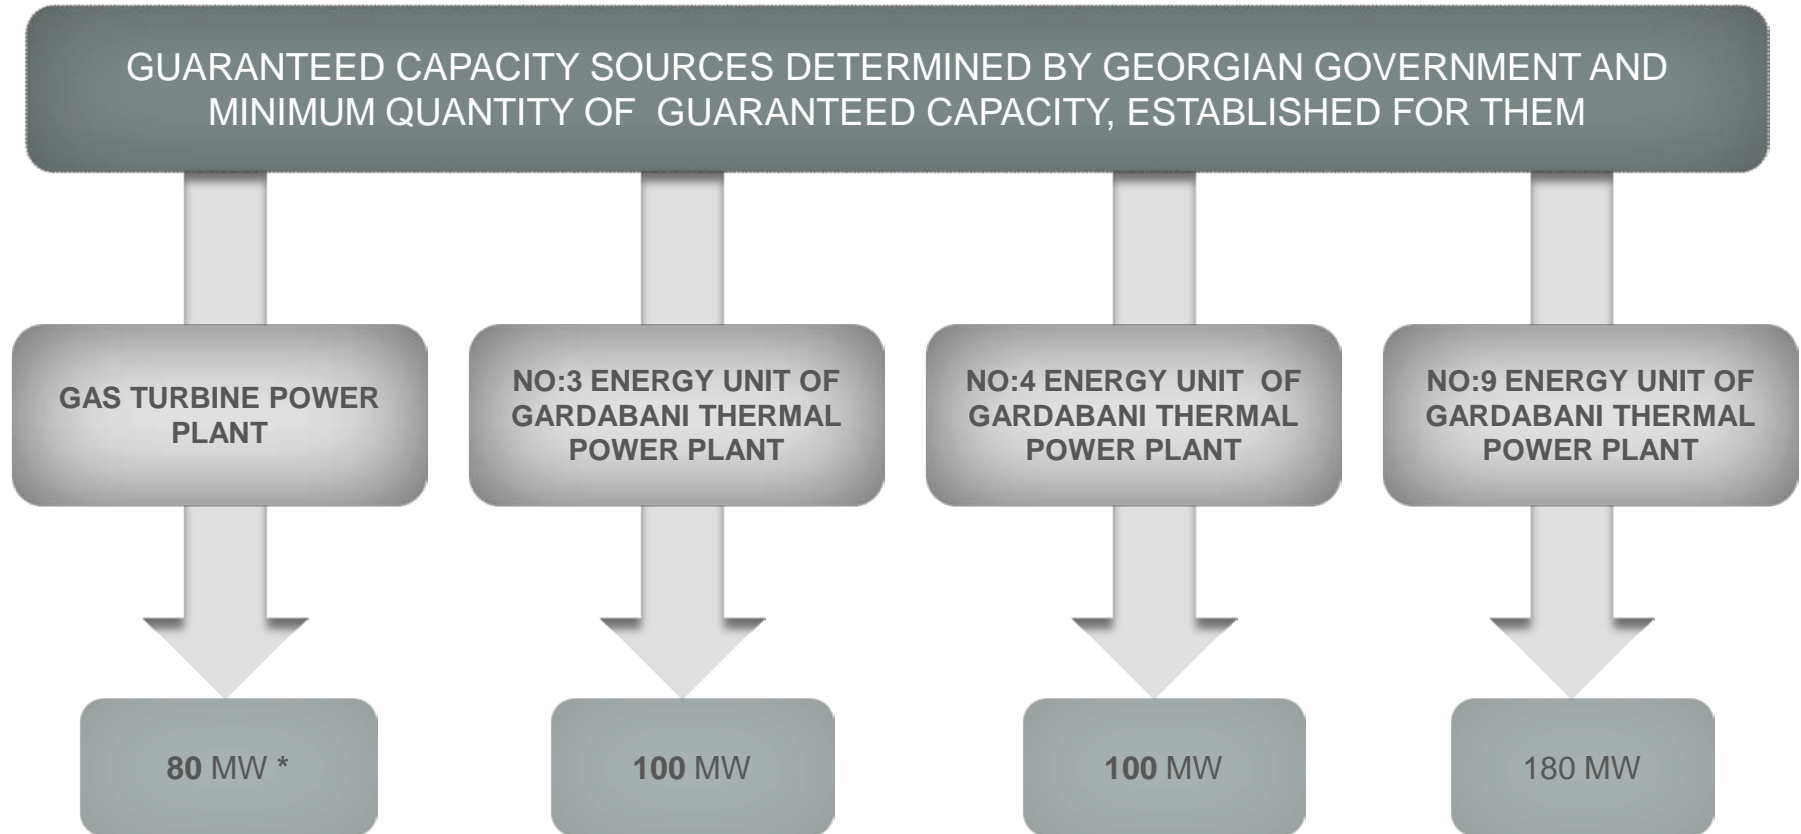 GUARANTEED CAPACITY SOURCES DETERMINED BY GEORGIAN GOVERNMENT AND
MINIMUM QUANTITY OF GUARANTEED CAPACITY, ESTABLISHED FOR THEM
GAS TURBINE POWER
PLANT
NO:3 ENERGY UNIT OF
GARDABANI THERMAL
POWER PLANT
NO:4 ENERGY UNIT OF
GARDABANI THERMAL
POWER PLANT
NO:9 ENERGY UNIT OF
GARDABANI THERMAL
POWER PLANT
80 MW *
100 MW
100 MW
180 MW